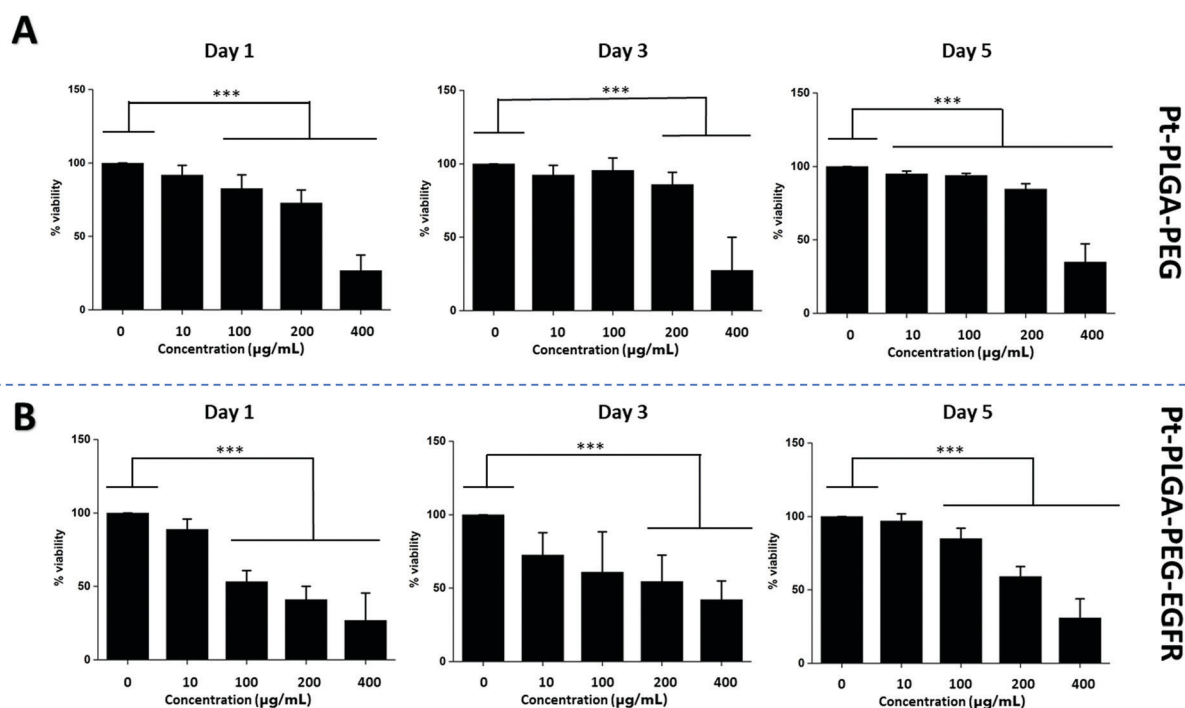 A
Day 1
Day 3
Day 5
150
100
50
0
% viability
***
0 10 100 200 400
Concentration (µg/mL)
150
100
50
0
% viability
***
0 10 100 200 400
Concentration (µg/mL)
150
100
50
0
% viability
***
0 10 100 200 400
Concentration (µg/mL)
Pt-PLGA-PEG
B
Day 1
Day 3
Day 5
150
100
50
0
% viability
***
0 10 100 200 400
Concentration (µg/mL)
150
100
50
0
% viability
***
0 10 100 200 400
Concentration (µg/mL)
150
100
50
0
% viability
***
0 10 100 200 400
Concentration (µg/mL)
Pt-PLGA-PEG-EGFR